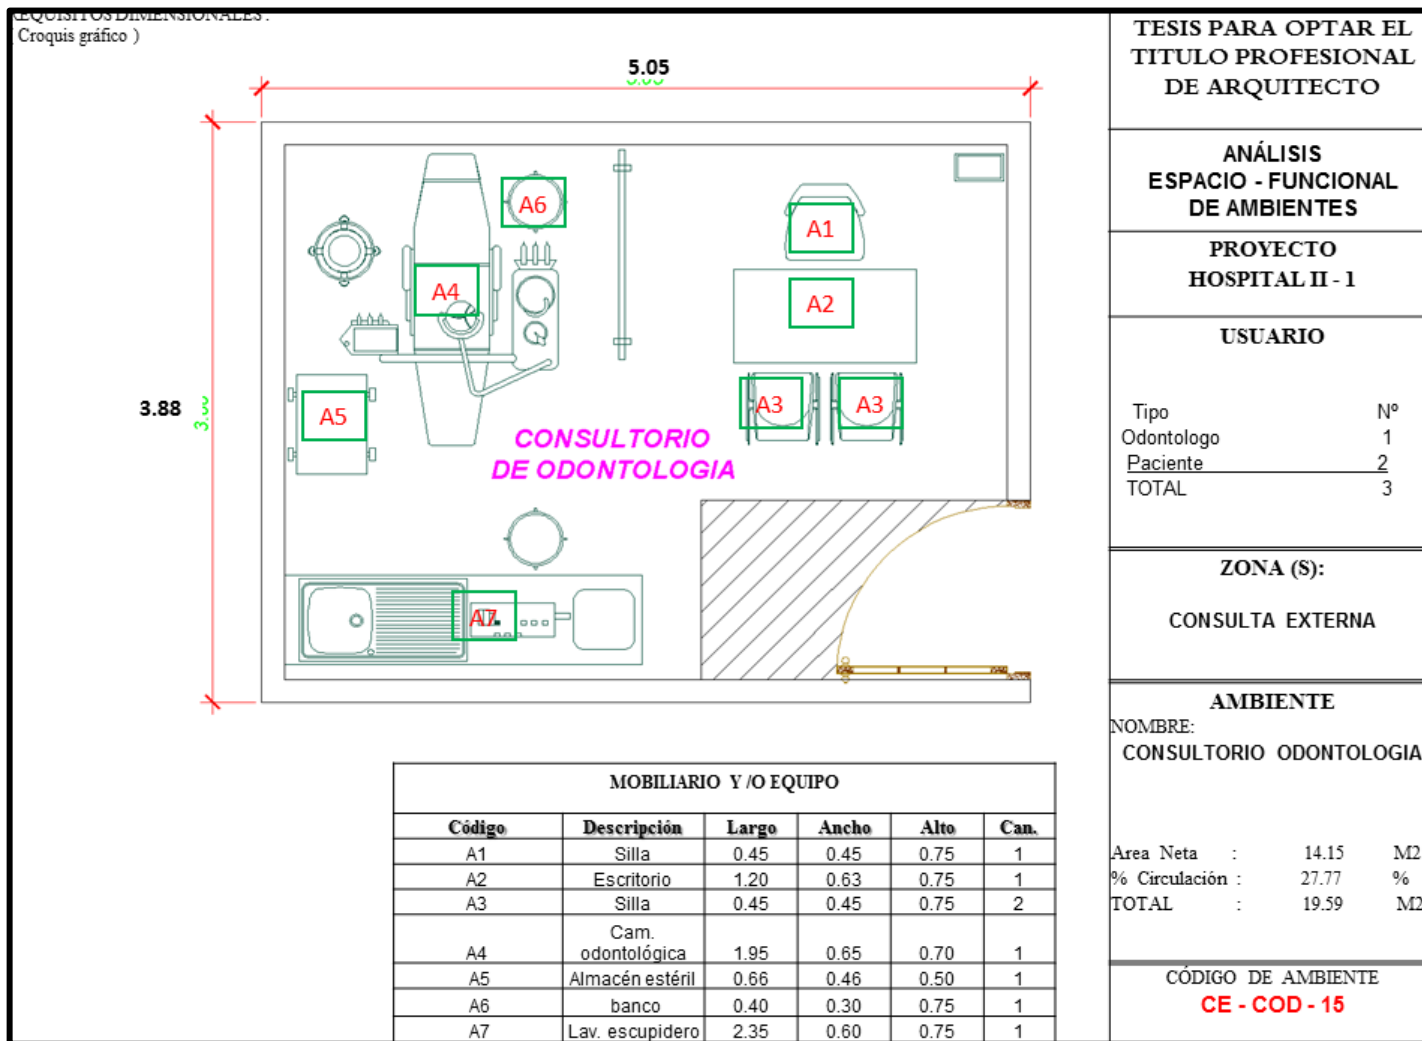 REQUISITOS DIMENSIONALES :
Croquis gráfico )
5.05
3.88
A6
A1
A4
A2
A5
A3
A3
CONSULTORIO
DE ODONTOLOGIA
A7
MOBILIARIO Y /O EQUIPO
Código Descripción Largo Ancho Alto Can.
A1 Silla 0.45 0.45 0.75 1
A2 Escritorio 1.20 0.63 0.75 1
A3 Silla 0.45 0.45 0.75 2
Cam.
A4 odontológica 1.95 0.65 0.70 1
A5 Almacén estéril 0.66 0.46 0.50 1
A6 banco 0.40 0.30 0.75 1
A7 Lav. escupidero 2.35 0.60 0.75 1
TESIS PARA OPTAR EL
TITULO PROFESIONAL
DE ARQUITECTO
ANÁLISIS
ESPACIO - FUNCIONAL
DE AMBIENTES
PROYECTO
HOSPITAL II - 1
USUARIO
Tipo Nº
Odontologo 1
Paciente 2
TOTAL 3
ZONA (S):
CONSULTA EXTERNA
AMBIENTE
NOMBRE:
CONSULTORIO ODONTOLOGIA
Area Neta : 14.15 M2
% Circulación : 27.77 %
TOTAL : 19.59 M2
CÓDIGO DE AMBIENTE
CE - COD - 15